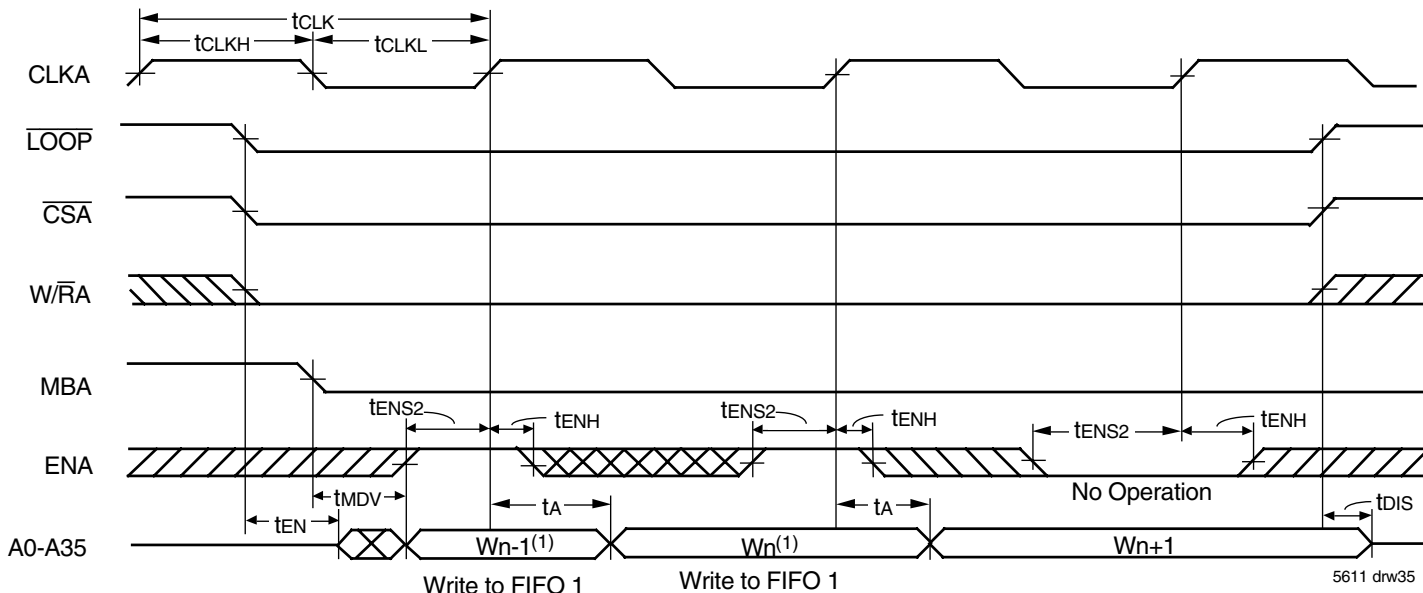 tCLK
tCLKH tCLKL
CLKA
LOOP
CSA
W/RA
MBA
tENS2 tENH tENS2 tENH tENS2 tENH
ENA
No Operation
tMDV
tEN tA tA tDIS
A0-A35 Wn-1(1) Wn(1) Wn+1
Write to FIFO 1 Write to FIFO 1
5611 drw35